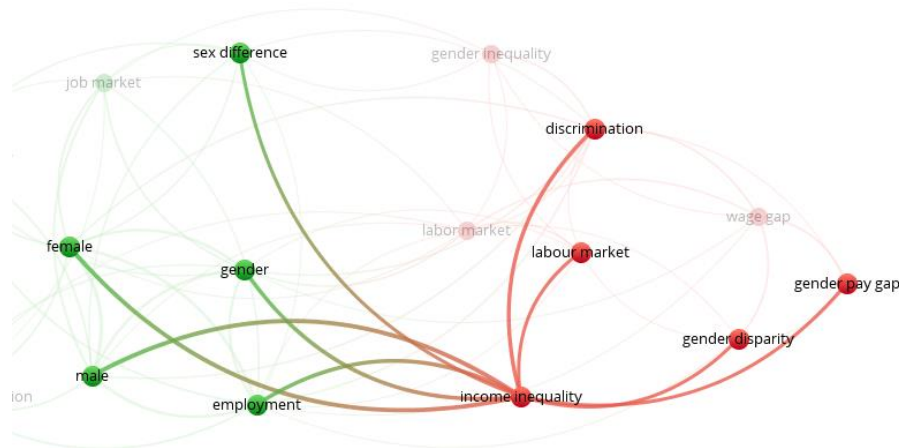 sex difference
gender inequality
job market
discrimination
labor market
wage gap
female
labour market
gender
gender pay gap
gender disparity
male
income inequality
employment
ion